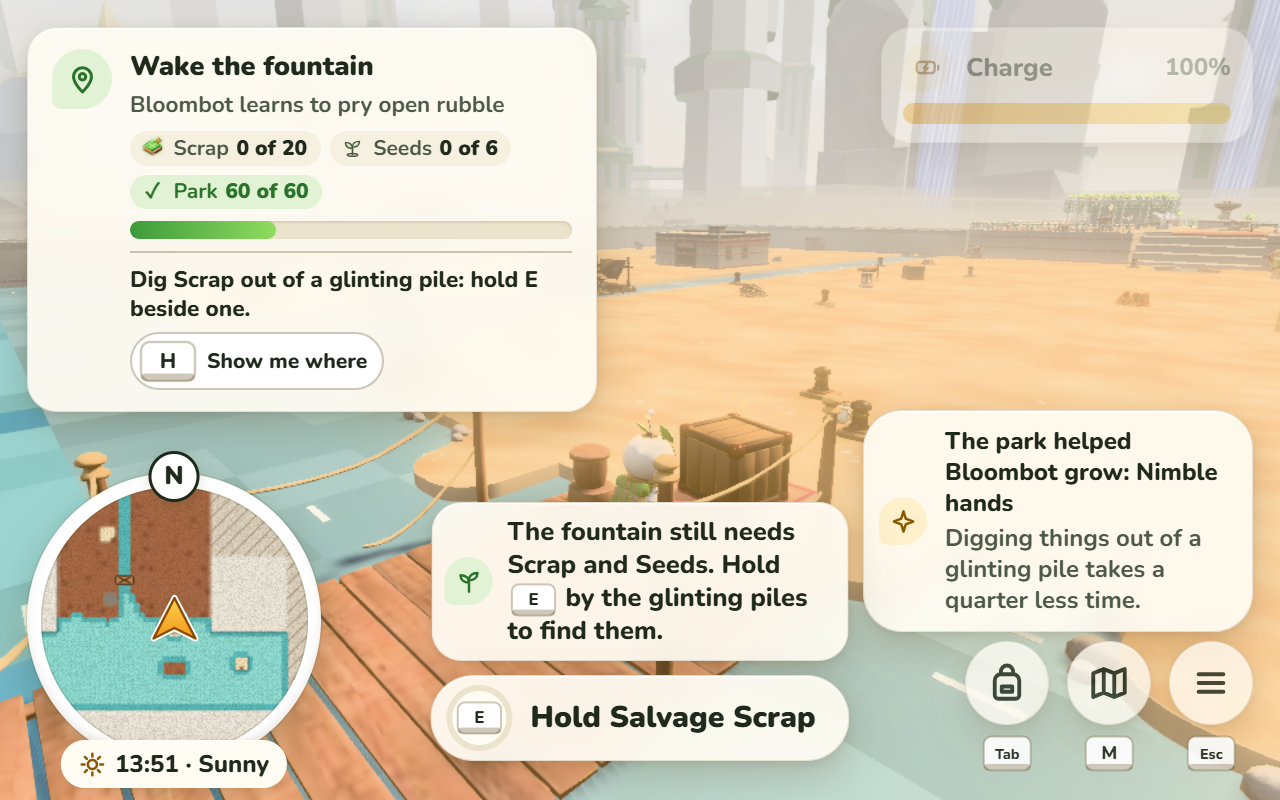 Wake the fountain
Bloombot learns to pry open rubble
Scrap 0 of 20
Seeds 0 of 6
Park 60 of 60
Dig Scrap out of a glinting pile: hold E
beside one.
H Show me where
Charge 100%
N
13:51 · Sunny
The fountain still needs
Scrap and Seeds. Hold
E by the glinting piles
to find them.
E Hold Salvage Scrap
The park helped
Bloombot grow: Nimble
hands
Digging things out of a
glinting pile takes a
quarter less time.
Tab
M
Esc